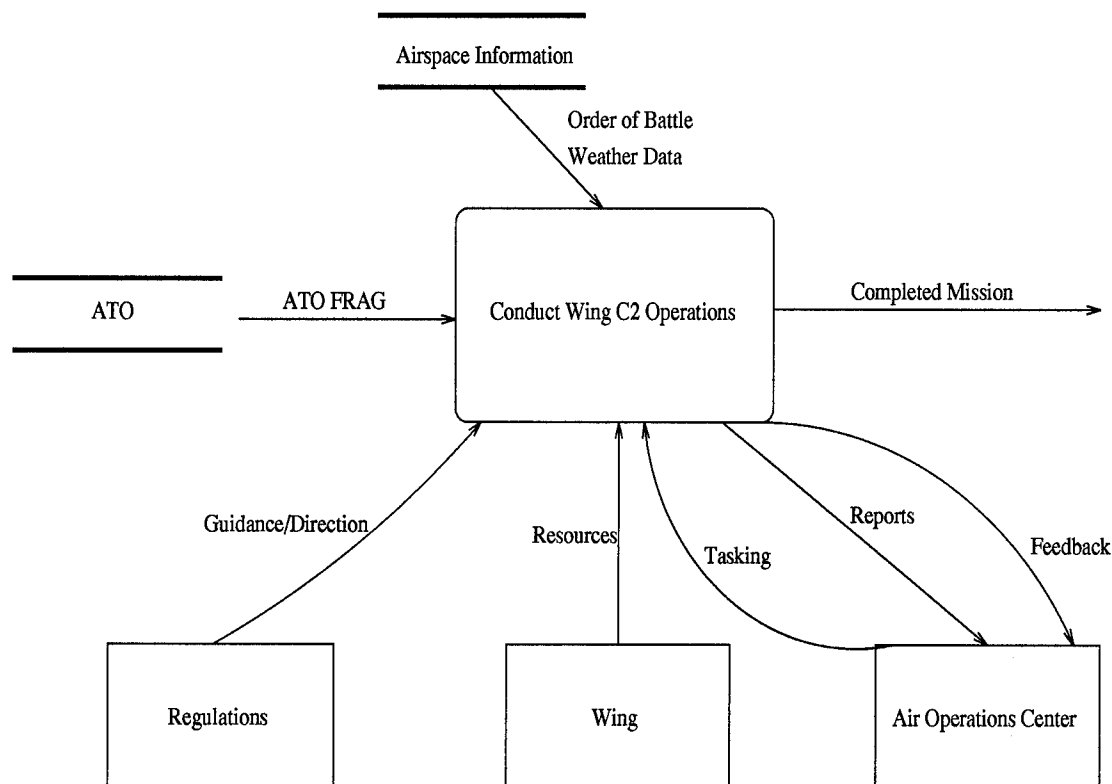 Airspace Information
Order of Battle
Weather Data
ATO
ATO FRAG
Conduct Wing C2 Operations
Completed Mission
Guidance/Direction
Resources
Tasking
Reports
Feedback
Regulations
Wing
Air Operations Center